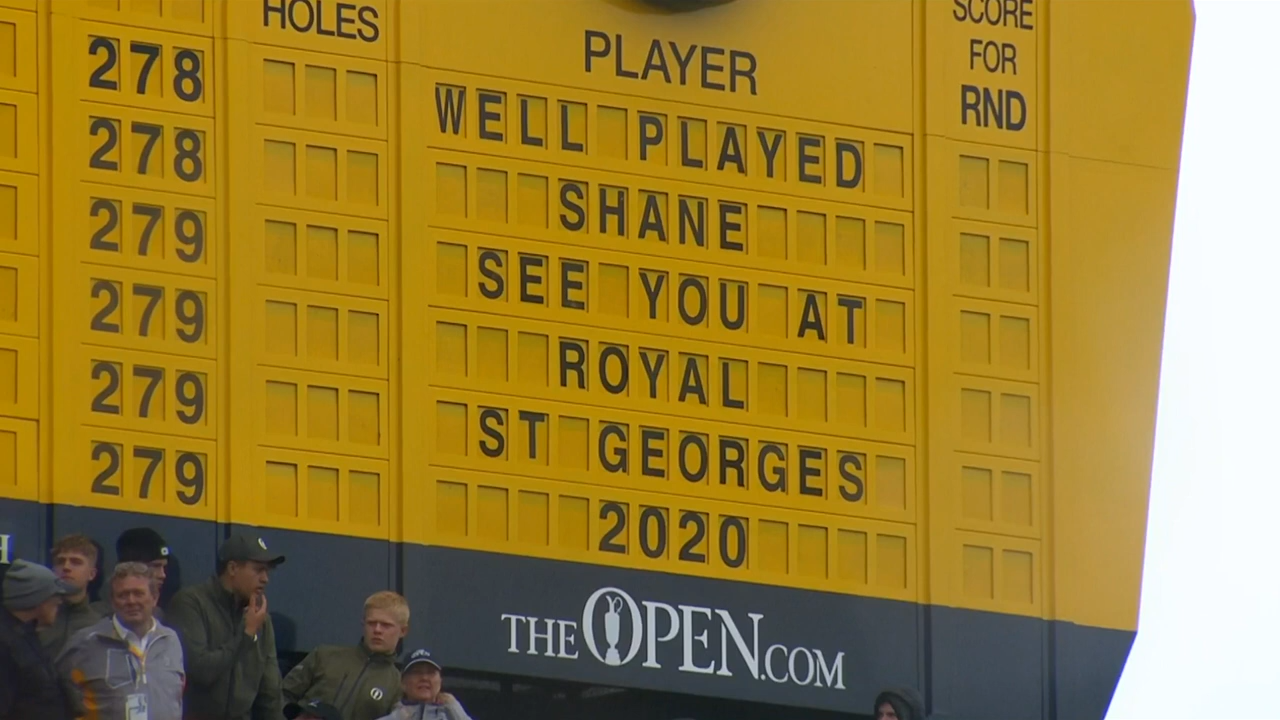 HOLES
PLAYER
SCORE
FOR
RND
278
278
279
279
279
279
WELL PLAYED
SHANE
SEE YOU AT
ROYAL
ST GEORGES
2020
H
THE OPEN.COM